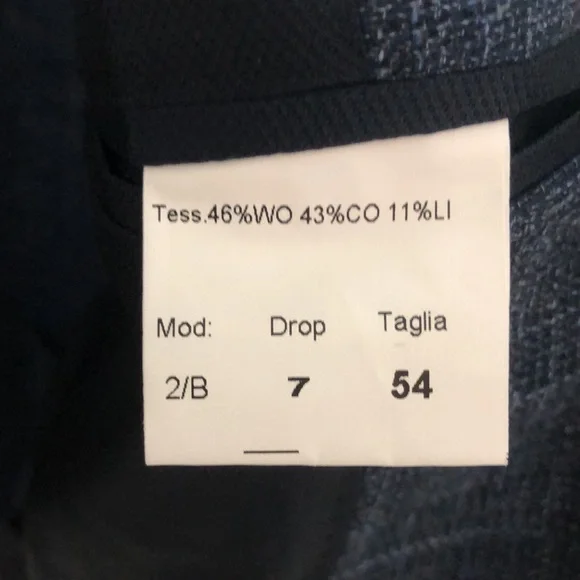 Tess.46%WO 43%CO 11%LI
Mod: Drop Taglia
2/B 7 54